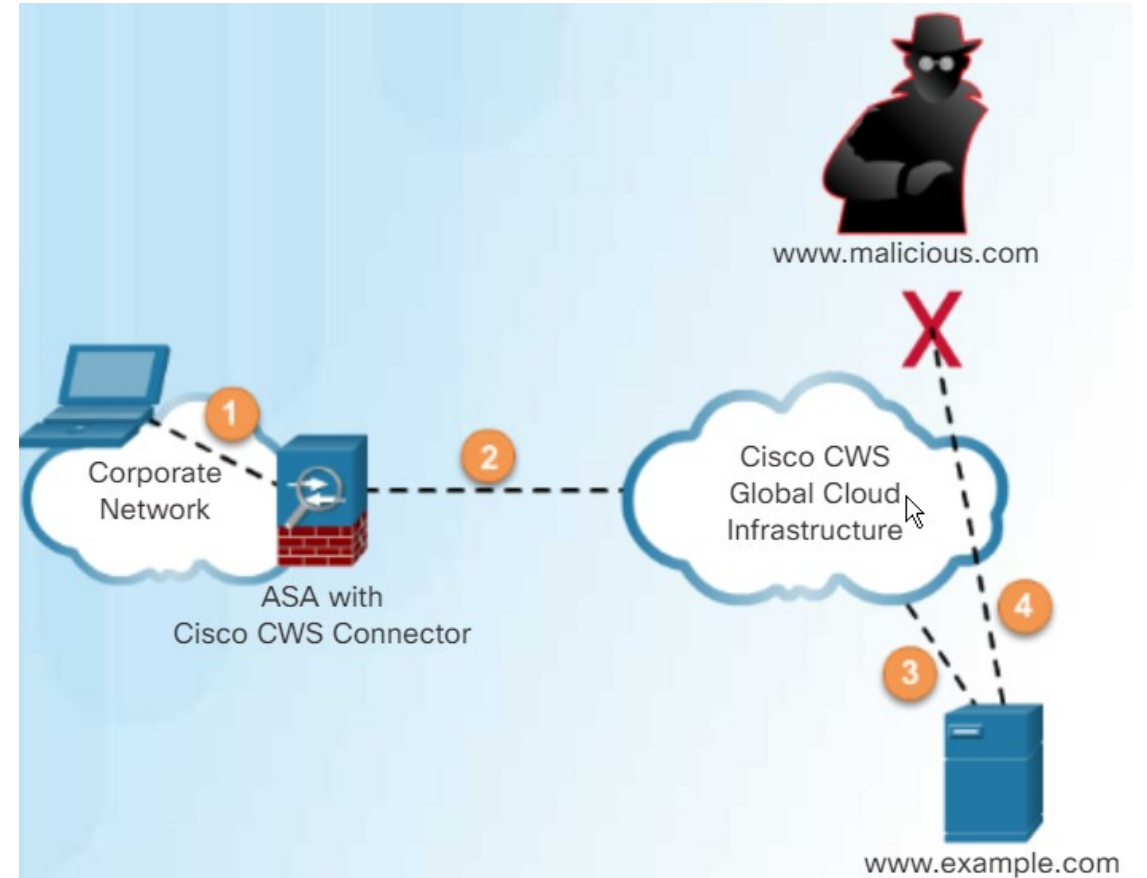 www.malicious.com
1
2
Corporate
Network
Cisco CWS
Global Cloud
Infrastructure
ASA with
Cisco CWS Connector
4
3
www.example.com